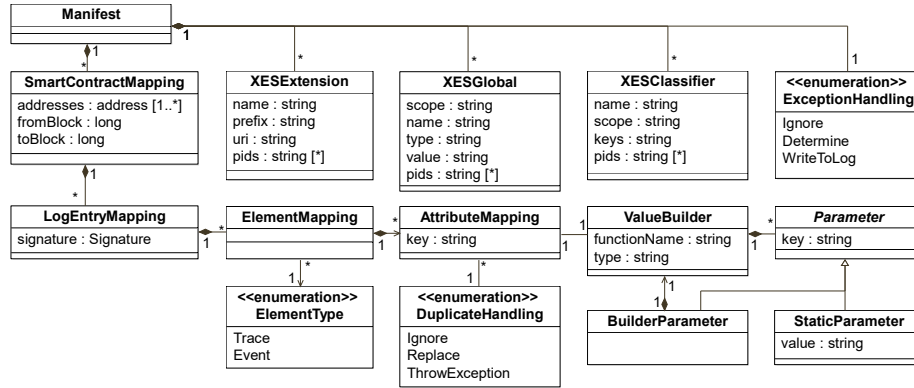 Manifest
1
1
1
*
*
*
*
1
SmartContractMapping
addresses : address [1..*]
fromBlock : long
toBlock : long
XESExtension
name : string
prefix : string
uri : string
pids : string [*]
XESGlobal
scope : string
name : string
type : string
value : string
pids : string [*]
XESClassifier
name : string
scope : string
keys : string
pids : string [*]
<<enumeration>>
ExceptionHandling
Ignore
Determine
WriteToLog
1
*
LogEntryMapping
signature : Signature
1
*
ElementMapping
1
*
AttributeMapping
key : string
1
1
ValueBuilder
functionName : string
type : string
1
*
Parameter
key : string
*
1
<<enumeration>>
ElementType
Trace
Event
*
1
<<enumeration>>
DuplicateHandling
Ignore
Replace
ThrowException
1
1
BuilderParameter
StaticParameter
value : string